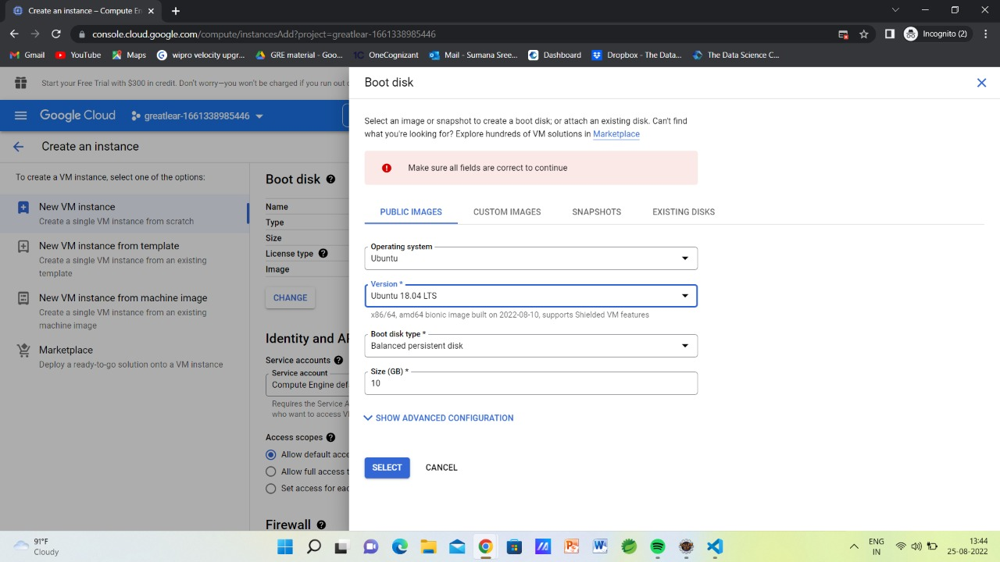 Create an instance – Compute En
console.cloud.google.com/compute/instancesAdd?project=greatlear-1661338985446
Incognito (2)
Gmail
YouTube
Maps
wipro velocity upgr...
GRE material - Goo...
1C OneCognizant
Mail - Sumana Sree...
Dashboard
Dropbox - The Data...
The Data Science C...
Start your Free Trial with $300 in credit. Don't worry—you won't be charged if you run out
Google Cloud
greatlear-1661338985446
Create an instance
To create a VM instance, select one of the options:
New VM instance
Create a single VM instance from scratch
New VM instance from template
Create a single VM instance from an existing
template
New VM instance from machine image
Create a single VM instance from an existing
machine image
Marketplace
Deploy a ready-to-go solution onto a VM instance
Boot disk
Name
Type
Size
License type
Image
CHANGE
Identity and AP
Service accounts
Service account
Compute Engine def
Requires the Service A
who want to access V
Access scopes
Allow default acce
Allow full access t
Set access for eac
Firewall
Boot disk
Select an image or snapshot to create a boot disk; or attach an existing disk. Can't find
what you're looking for? Explore hundreds of VM solutions in Marketplace
Make sure all fields are correct to continue
PUBLIC IMAGES
CUSTOM IMAGES
SNAPSHOTS
EXISTING DISKS
Operating system
Ubuntu
Version *
Ubuntu 18.04 LTS
x86/64, amd64 bionic image built on 2022-08-10, supports Shielded VM features
Boot disk type *
Balanced persistent disk
Size (GB) *
10
SHOW ADVANCED CONFIGURATION
SELECT
CANCEL
91°F
Cloudy
ENG
IN
13:44
25-08-2022